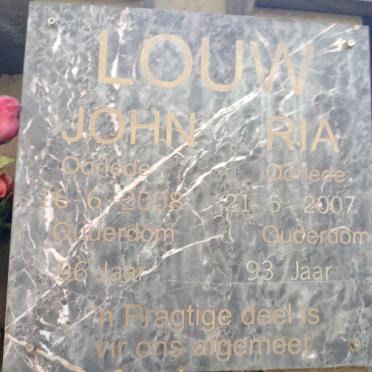 LOUW
JOHN RIA
Oorlede Oorlede
6 - 2008 21 - 6 - 2007
Ouderdom Ouderdom
96 Jaar 93 Jaar
'n Pragtige deel is
vir ons afgemeet